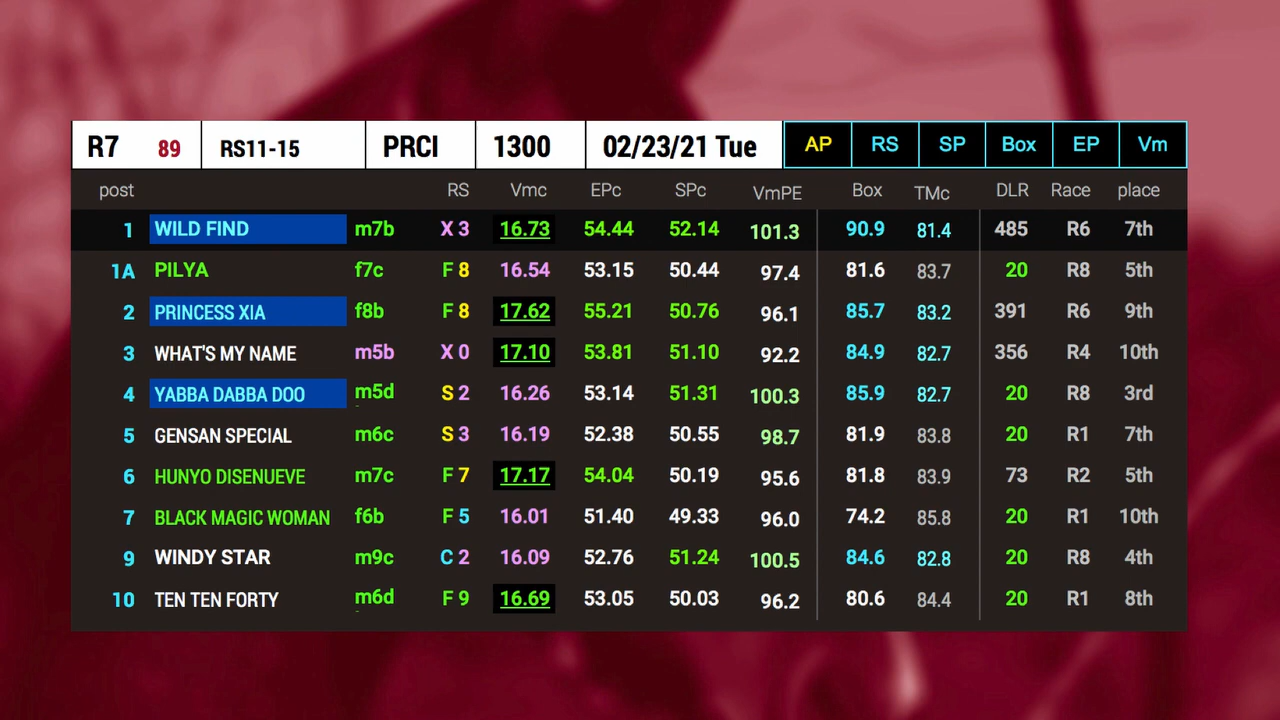 R7 89 RS11-15 PRCI 1300 02/23/21 Tue AP RS SP Box EP Vm
post RS Vmc EPc SPc VmPE Box TMc DLR Race place
1 WILD FIND m7b X 3 16.73 54.44 52.14 101.3 90.9 81.4 485 R6 7th
1A PILYA f7c F 8 16.54 53.15 50.44 97.4 81.6 83.7 20 R8 5th
2 PRINCESS XIA f8b F 8 17.62 55.21 50.76 96.1 85.7 83.2 391 R6 9th
3 WHAT'S MY NAME m5b X 0 17.10 53.81 51.10 92.2 84.9 82.7 356 R4 10th
4 YABBA DABBA DOO m5d S 2 16.26 53.14 51.31 100.3 85.9 82.7 20 R8 3rd
5 GENSAN SPECIAL m6c S 3 16.19 52.38 50.55 98.7 81.9 83.8 20 R1 7th
6 HUNYO DISENUEVE m7c F 7 17.17 54.04 50.19 95.6 81.8 83.9 73 R2 5th
7 BLACK MAGIC WOMAN f6b F 5 16.01 51.40 49.33 96.0 74.2 85.8 20 R1 10th
9 WINDY STAR m9c C 2 16.09 52.76 51.24 100.5 84.6 82.8 20 R8 4th
10 TEN TEN FORTY m6d F 9 16.69 53.05 50.03 96.2 80.6 84.4 20 R1 8th